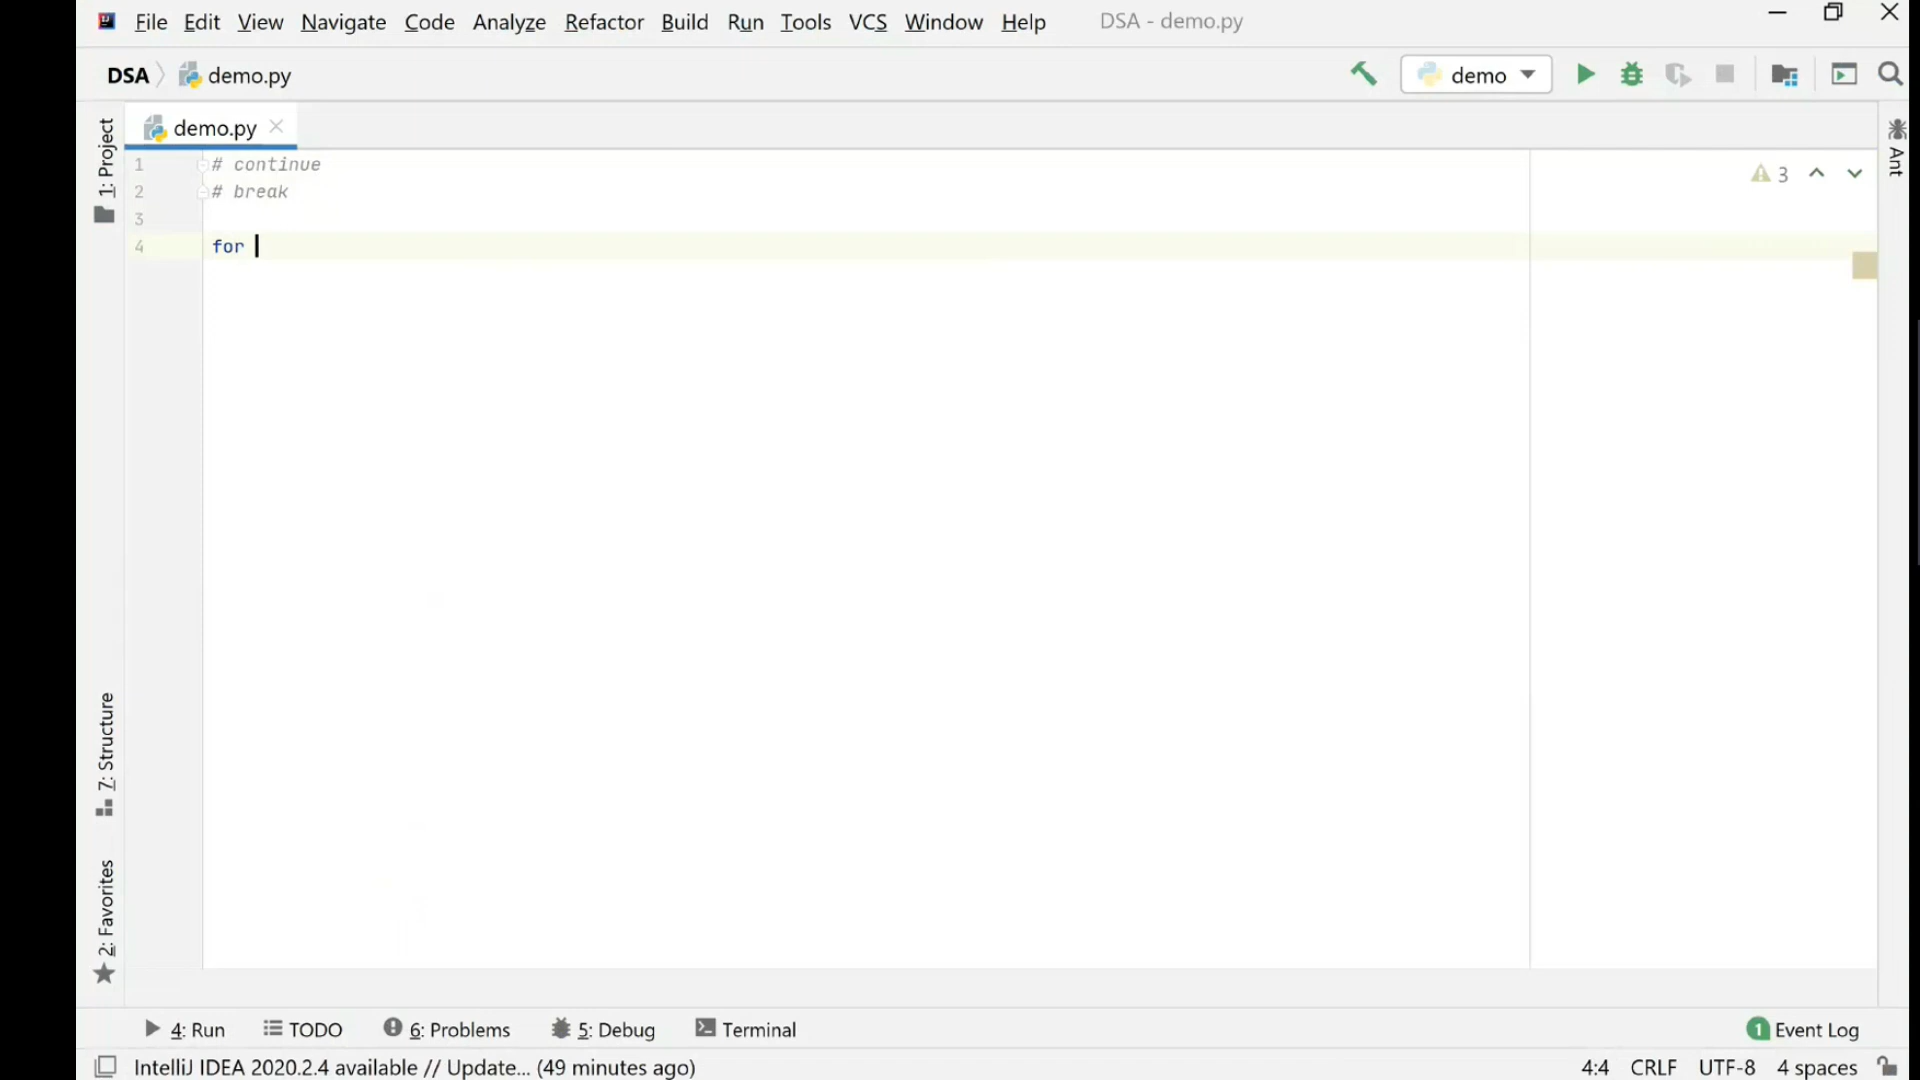 File Edit View Navigate Code Analyze Refactor Build Run Tools VCS Window Help DSA - demo.py
DSA demo.py demo
demo.py
1: Project
Ant
1 # continue
2 # break
3
4 for
3
7: Structure
2: Favorites
4: Run TODO 6: Problems 5: Debug Terminal 1 Event Log
IntelliJ IDEA 2020.2.4 available // Update... (49 minutes ago) 4:4 CRLF UTF-8 4 spaces